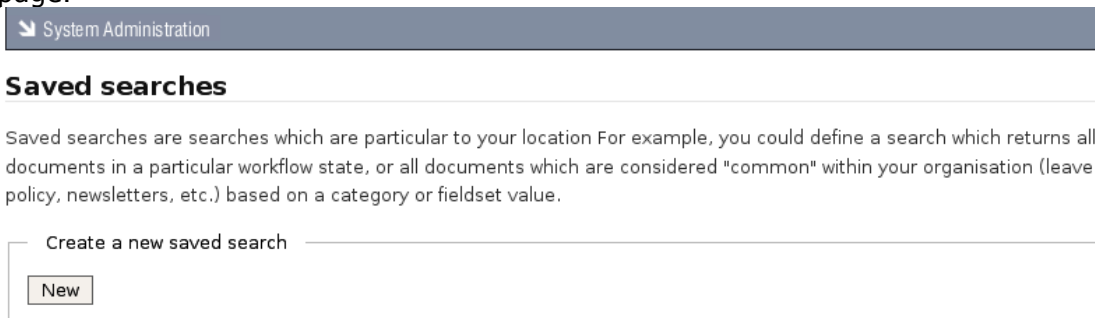 page.
System Administration
Saved searches
Saved searches are searches which are particular to your location For example, you could define a search which returns all
documents in a particular workflow state, or all documents which are considered "common" within your organisation (leave
policy, newsletters, etc.) based on a category or fieldset value.
Create a new saved search
New